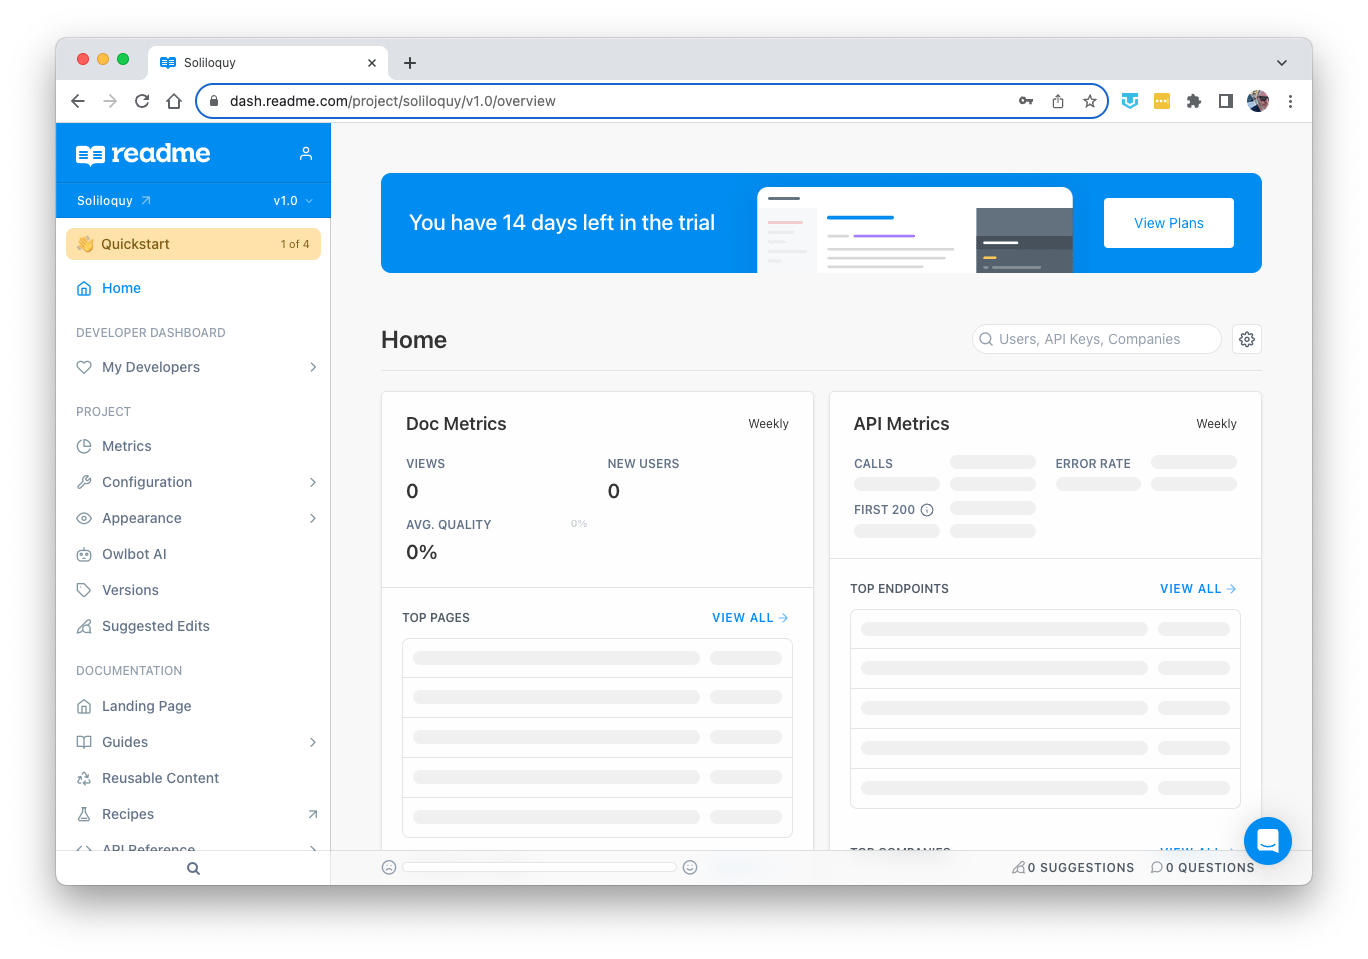 Soliloquy
dash.readme.com/project/soliloquy/v1.0/overview
readme
Soliloquy
v1.0
Quickstart
1 of 4
Home
DEVELOPER DASHBOARD
My Developers
PROJECT
Metrics
Configuration
Appearance
Owlbot AI
Versions
Suggested Edits
DOCUMENTATION
Landing Page
Guides
Reusable Content
Recipes
API Reference
You have 14 days left in the trial
View Plans
Home
Users, API Keys, Companies
Doc Metrics
Weekly
VIEWS
NEW USERS
0
0
AVG. QUALITY
0%
0%
TOP PAGES
VIEW ALL
API Metrics
Weekly
CALLS
ERROR RATE
FIRST 200
TOP ENDPOINTS
VIEW ALL
TOP COMPANIES
VIEW ALL
0 SUGGESTIONS
0 QUESTIONS